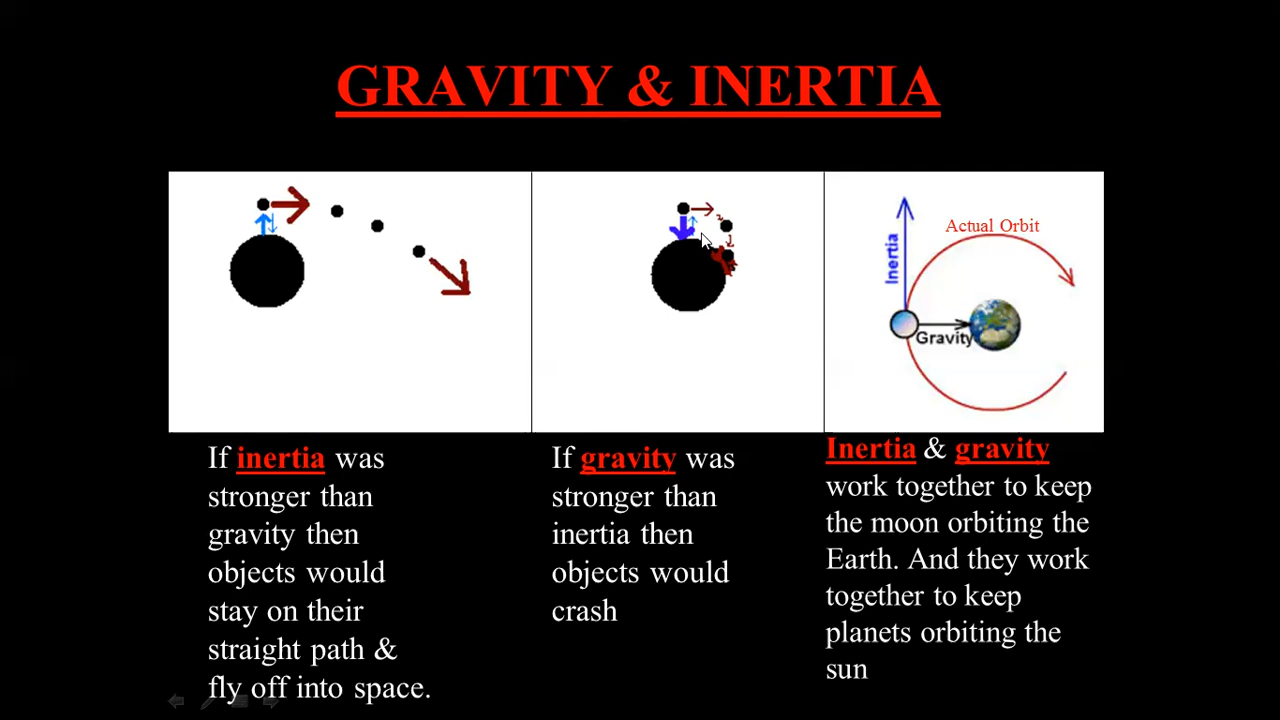 GRAVITY & INERTIA
Inertia
Gravity
Actual Orbit
If inertia was
stronger than
gravity then
objects would
stay on their
straight path &
fly off into space.
If gravity was
stronger than
inertia then
objects would
crash
Inertia & gravity
work together to keep
the moon orbiting the
Earth. And they work
together to keep
planets orbiting the
sun